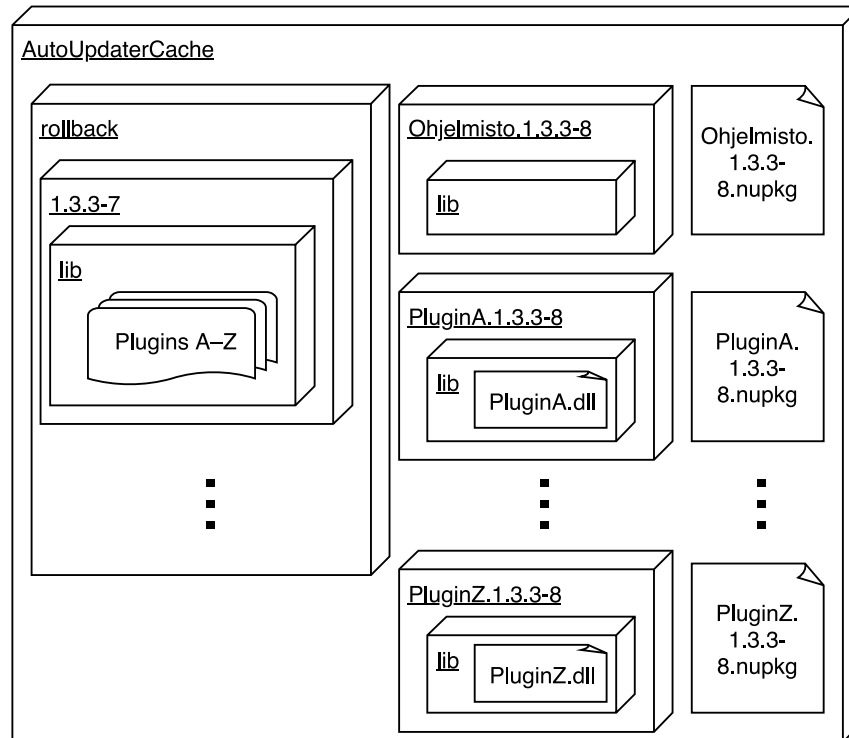 AutoUpdaterCache
rollback
1.3.3-7
lib
Plugins A–Z
Ohjelmisto.1.3.3-8
lib
Ohjelmisto.
1.3.3-
8.nupkg
PluginA.1.3.3-8
lib
PluginA.dll
PluginA.
1.3.3-
8.nupkg
PluginZ.1.3.3-8
lib
PluginZ.dll
PluginZ.
1.3.3-
8.nupkg